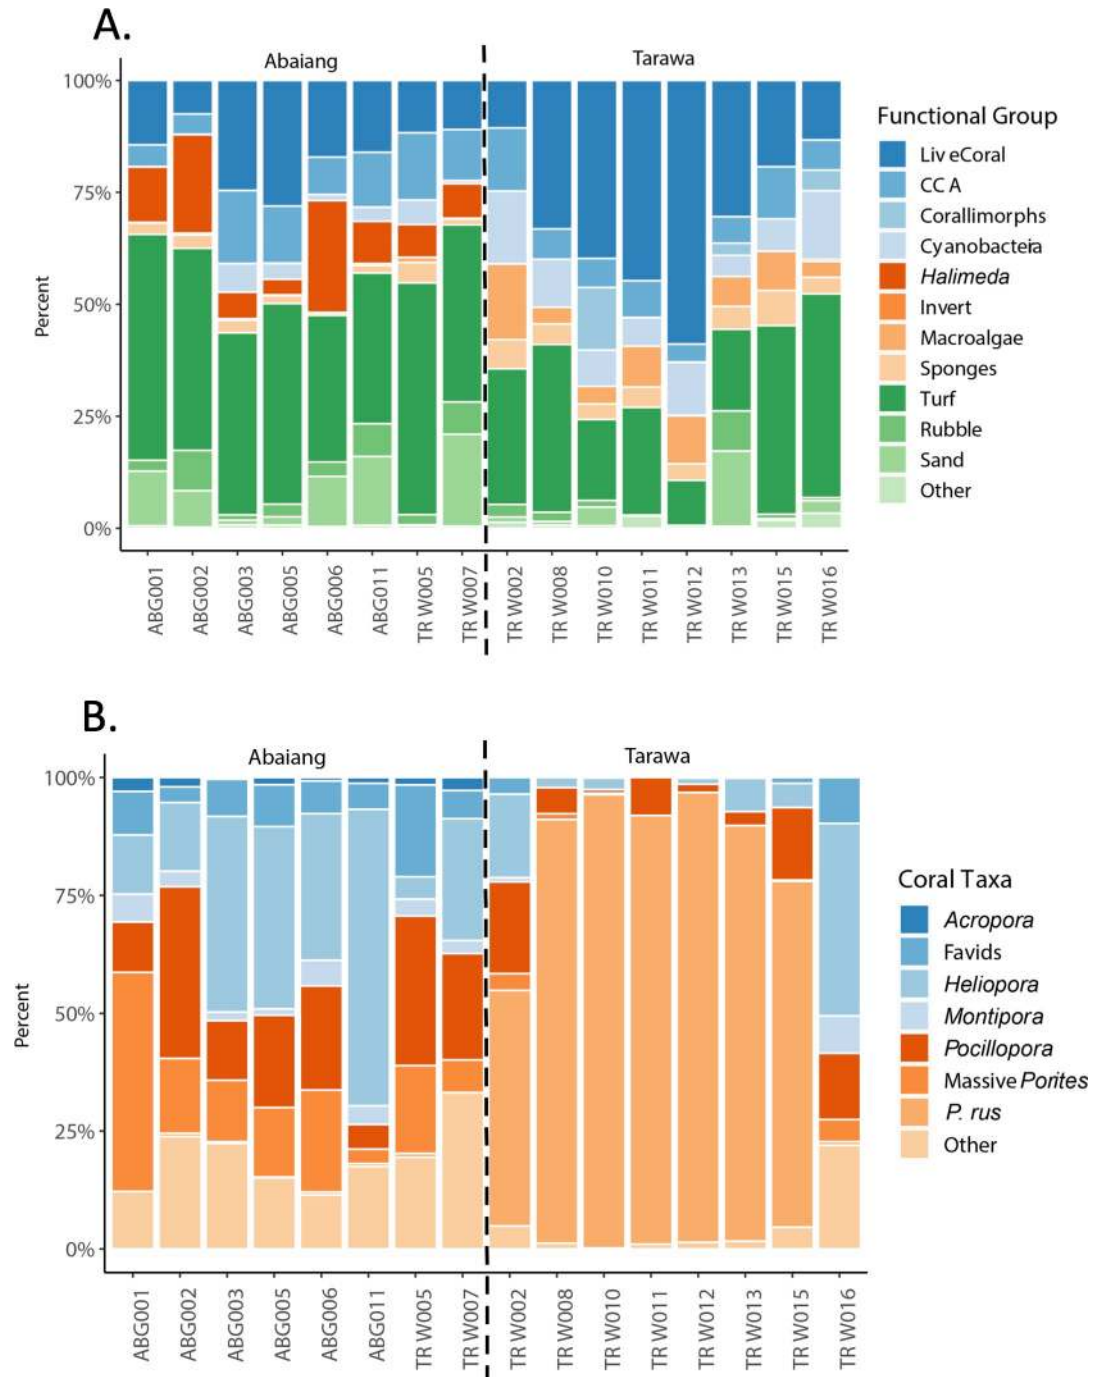 A.
Abaiang
Tarawa
100%
75%
50%
25%
0%
Percent
ABG001
ABG002
ABG003
ABG005
ABG006
ABG011
TR W005
TR W007
TR W002
TR W008
TR W010
TR W011
TR W012
TR W013
TR W015
TR W016
Functional Group
Liv eCoral
CC A
Corallimorphs
Cyanobacteia
Halimeda
Invert
Macroalgae
Sponges
Turf
Rubble
Sand
Other
B.
Abaiang
Tarawa
100%
75%
50%
25%
0%
Percent
ABG001
ABG002
ABG003
ABG005
ABG006
ABG011
TR W005
TR W007
TR W002
TR W008
TR W010
TR W011
TR W012
TR W013
TR W015
TR W016
Coral Taxa
Acropora
Favids
Heliopora
Montipora
Pocillopora
Massive Porites
P. rus
Other